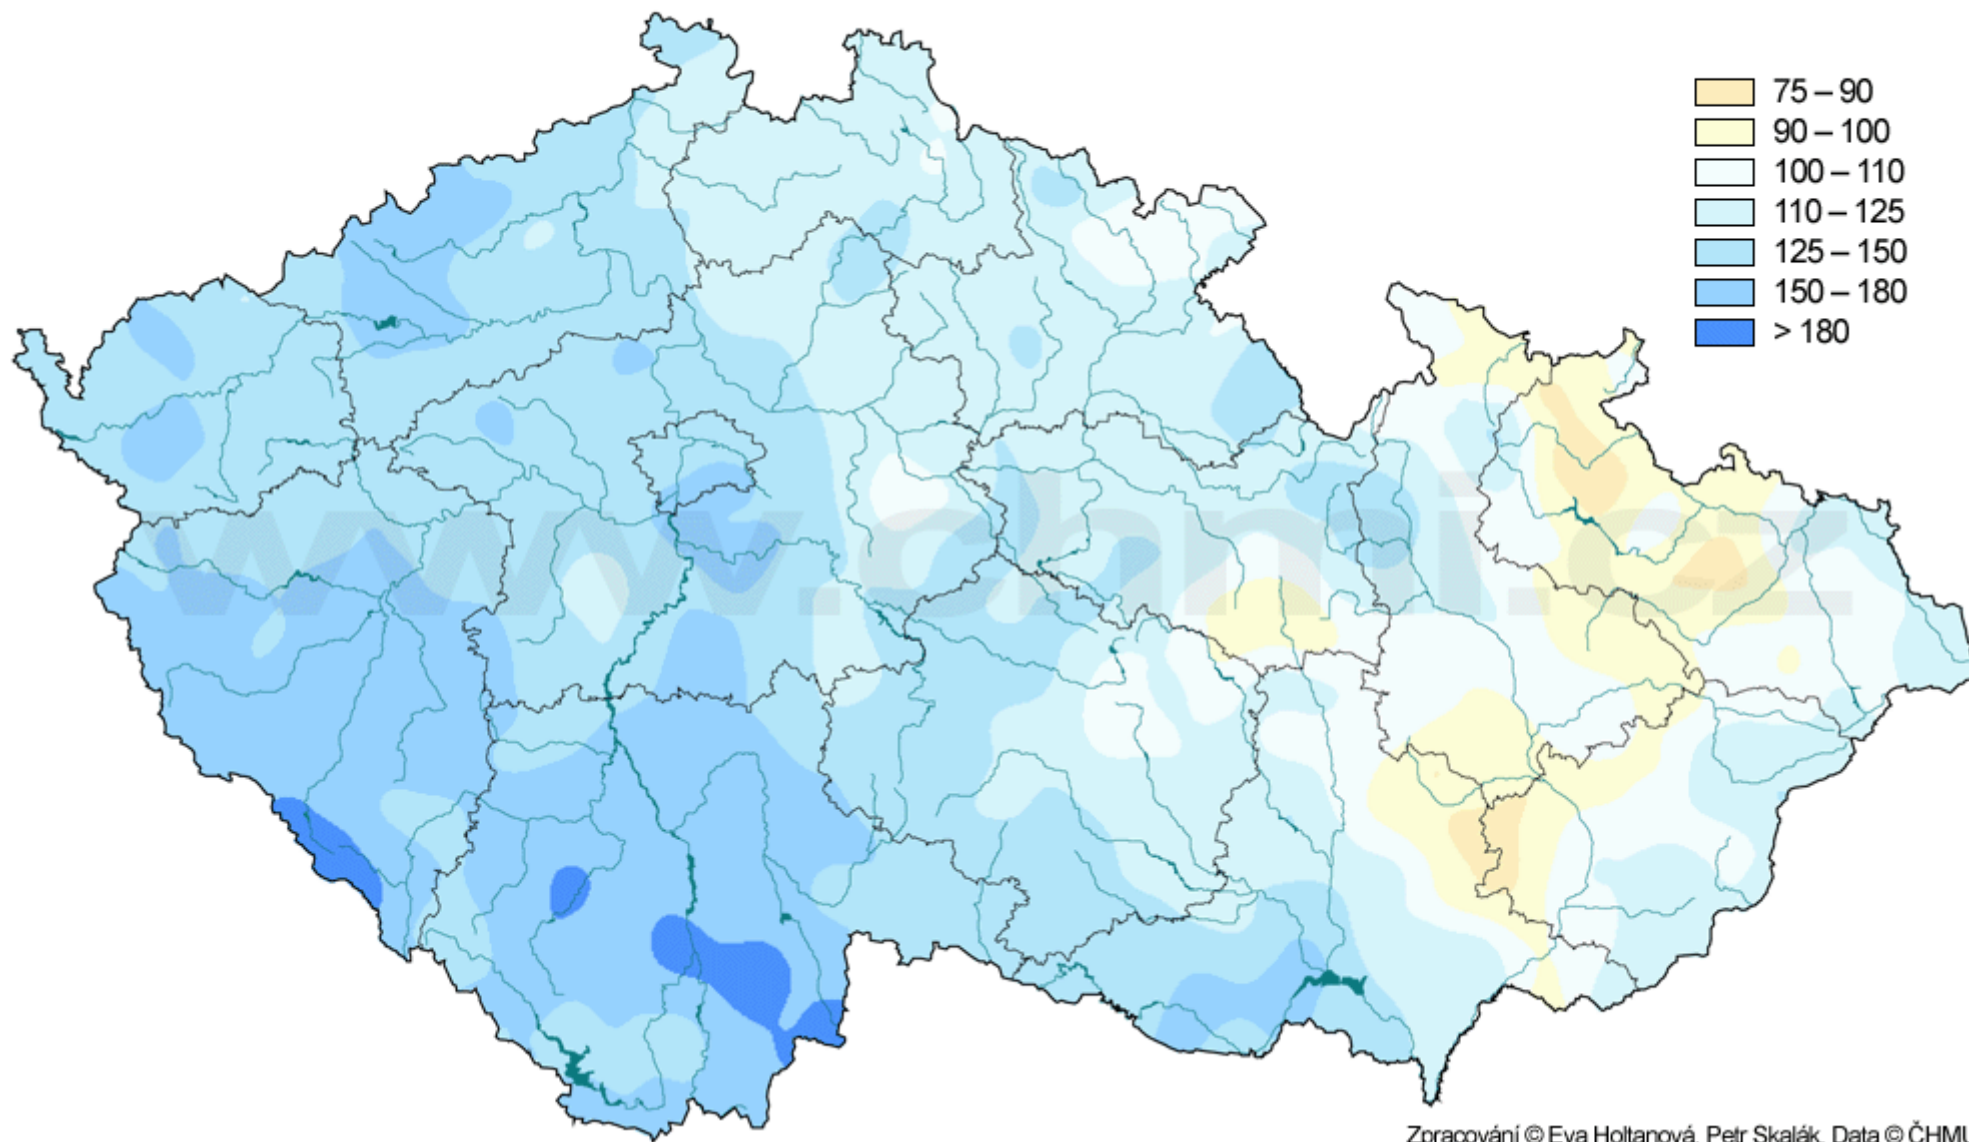 75 – 90
90 – 100
100 – 110
110 – 125
125 – 150
150 – 180
> 180
www.chmi.cz
Zpracování © Eva Holtanová, Petr Skalák, Data © ČHMÚ